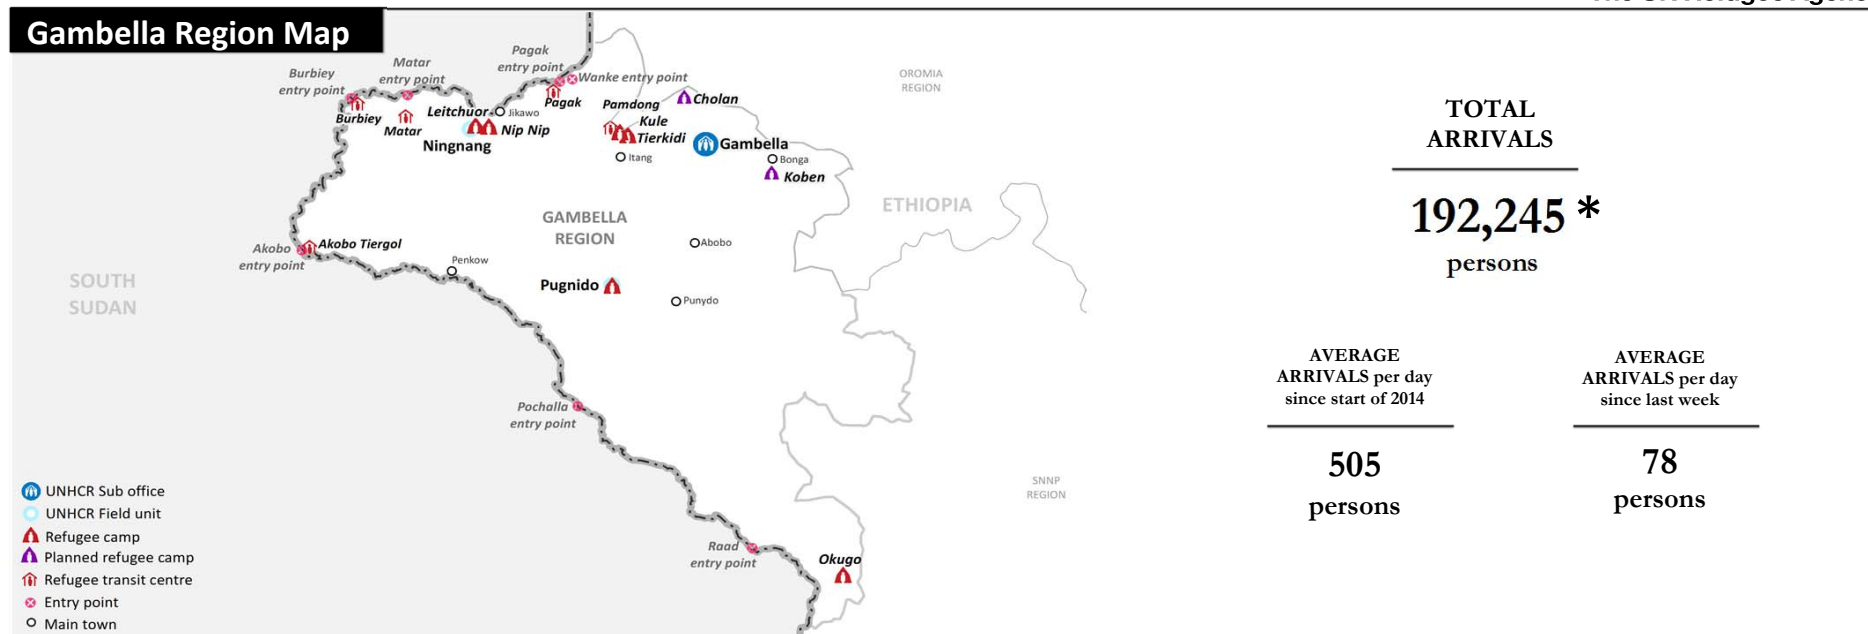 Gambella Region Map
Pagak
entry point
Matar
entry point
Burbiey
entry point
Wanke entry point
OROMIA
REGION
Burbiey
Matar
Leitchuor
Jikawo
Pagak
Pamdong
Cholan
Kule
Tierkidi
Nip Nip
Ningnang
Gambella
Itang
Bonga
Koben
ETHIOPIA
GAMBELLA
REGION
Akobo
entry point
Akobo Tiergol
Abobo
Penkow
SOUTH
SUDAN
Pugnido
Punydo
Pochalla
entry point
SNNP
REGION
Raad
entry point
Okugo
UNHCR Sub office
UNHCR Field unit
Refugee camp
Planned refugee camp
Refugee transit centre
Entry point
Main town
TOTAL
ARRIVALS
192,245 *
persons
AVERAGE
ARRIVALS per day
since start of 2014
505
persons
AVERAGE
ARRIVALS per day
since last week
78
persons